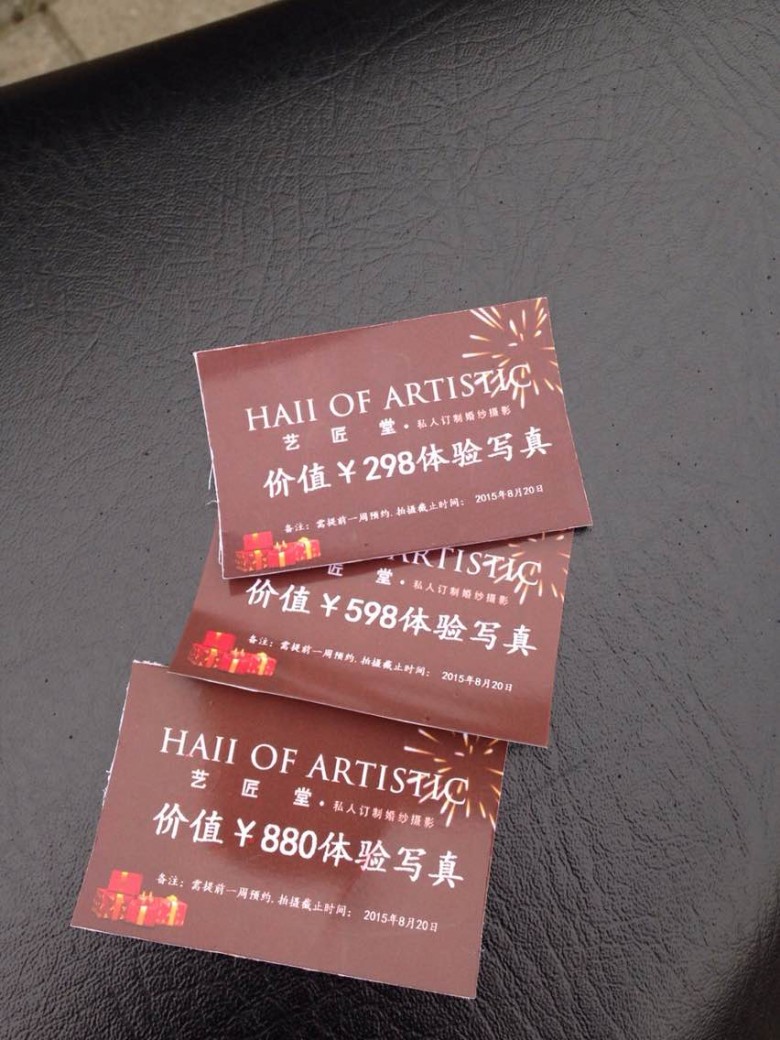 HAII OF ARTISTIC
艺匠堂·私人订制婚纱摄影
价值￥298体验写真
备注：需提前一周预约,拍摄截止时间： 2015年8月20日
ARTISTIC
匠堂·私人订制婚纱摄影
价值￥598体验写真
备注：需提前一周预约,拍摄截止时间： 2015年8月20日
HAII OF ARTISTIC
艺匠堂·私人订制婚纱摄影
价值￥880体验写真
备注：需提前一周预约,拍摄截止时间： 2015年8月20日